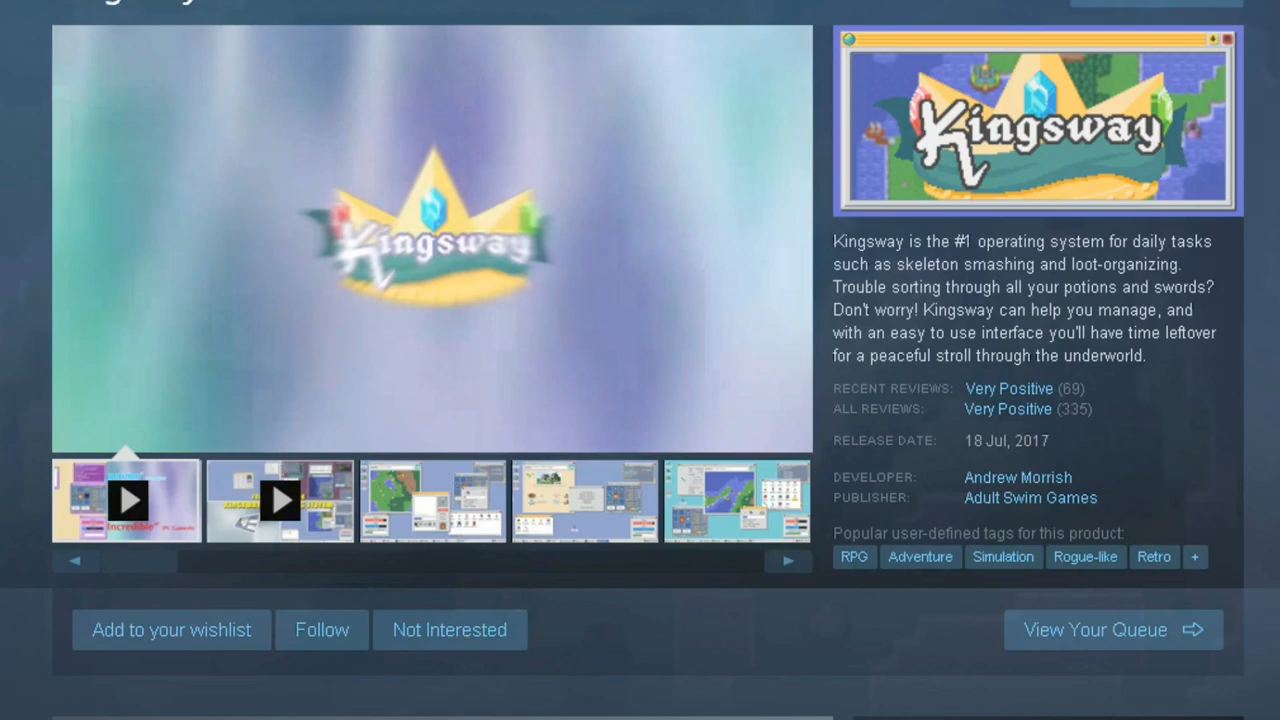 Kingsway
Kingsway
Kingsway is the #1 operating system for daily tasks
such as skeleton smashing and loot-organizing.
Trouble sorting through all your potions and swords?
Don't worry! Kingsway can help you manage, and
with an easy to use interface you'll have time leftover
for a peaceful stroll through the underworld.
RECENT REVIEWS: Very Positive (69)
ALL REVIEWS: Very Positive (335)
RELEASE DATE: 18 Jul, 2017
DEVELOPER: Andrew Morrish
PUBLISHER: Adult Swim Games
Popular user-defined tags for this product:
RPG Adventure Simulation Rogue-like Retro +
Incredible" PC Games!
Add to your wishlist Follow Not Interested View Your Queue